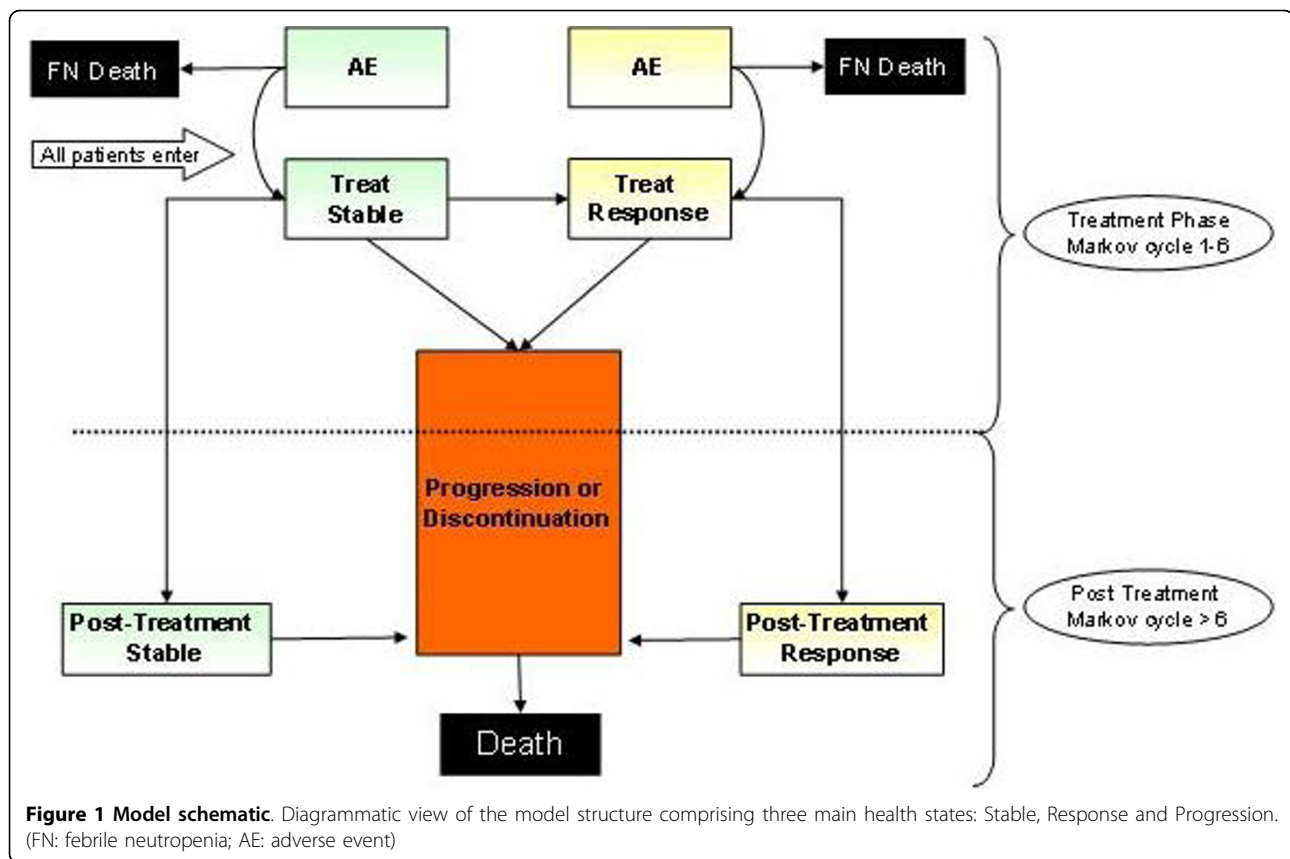 FN Death
AE
AE
FN Death
All patients enter
Treat
Stable
Treat
Response
Treatment Phase
Markov cycle 1-6
Progression or
Discontinuation
Post-Treatment
Stable
Post-Treatment
Response
Post Treatment
Markov cycle > 6
Death
Figure 1 Model schematic. Diagrammatic view of the model structure comprising three main health states: Stable, Response and Progression.
(FN: febrile neutropenia; AE: adverse event)